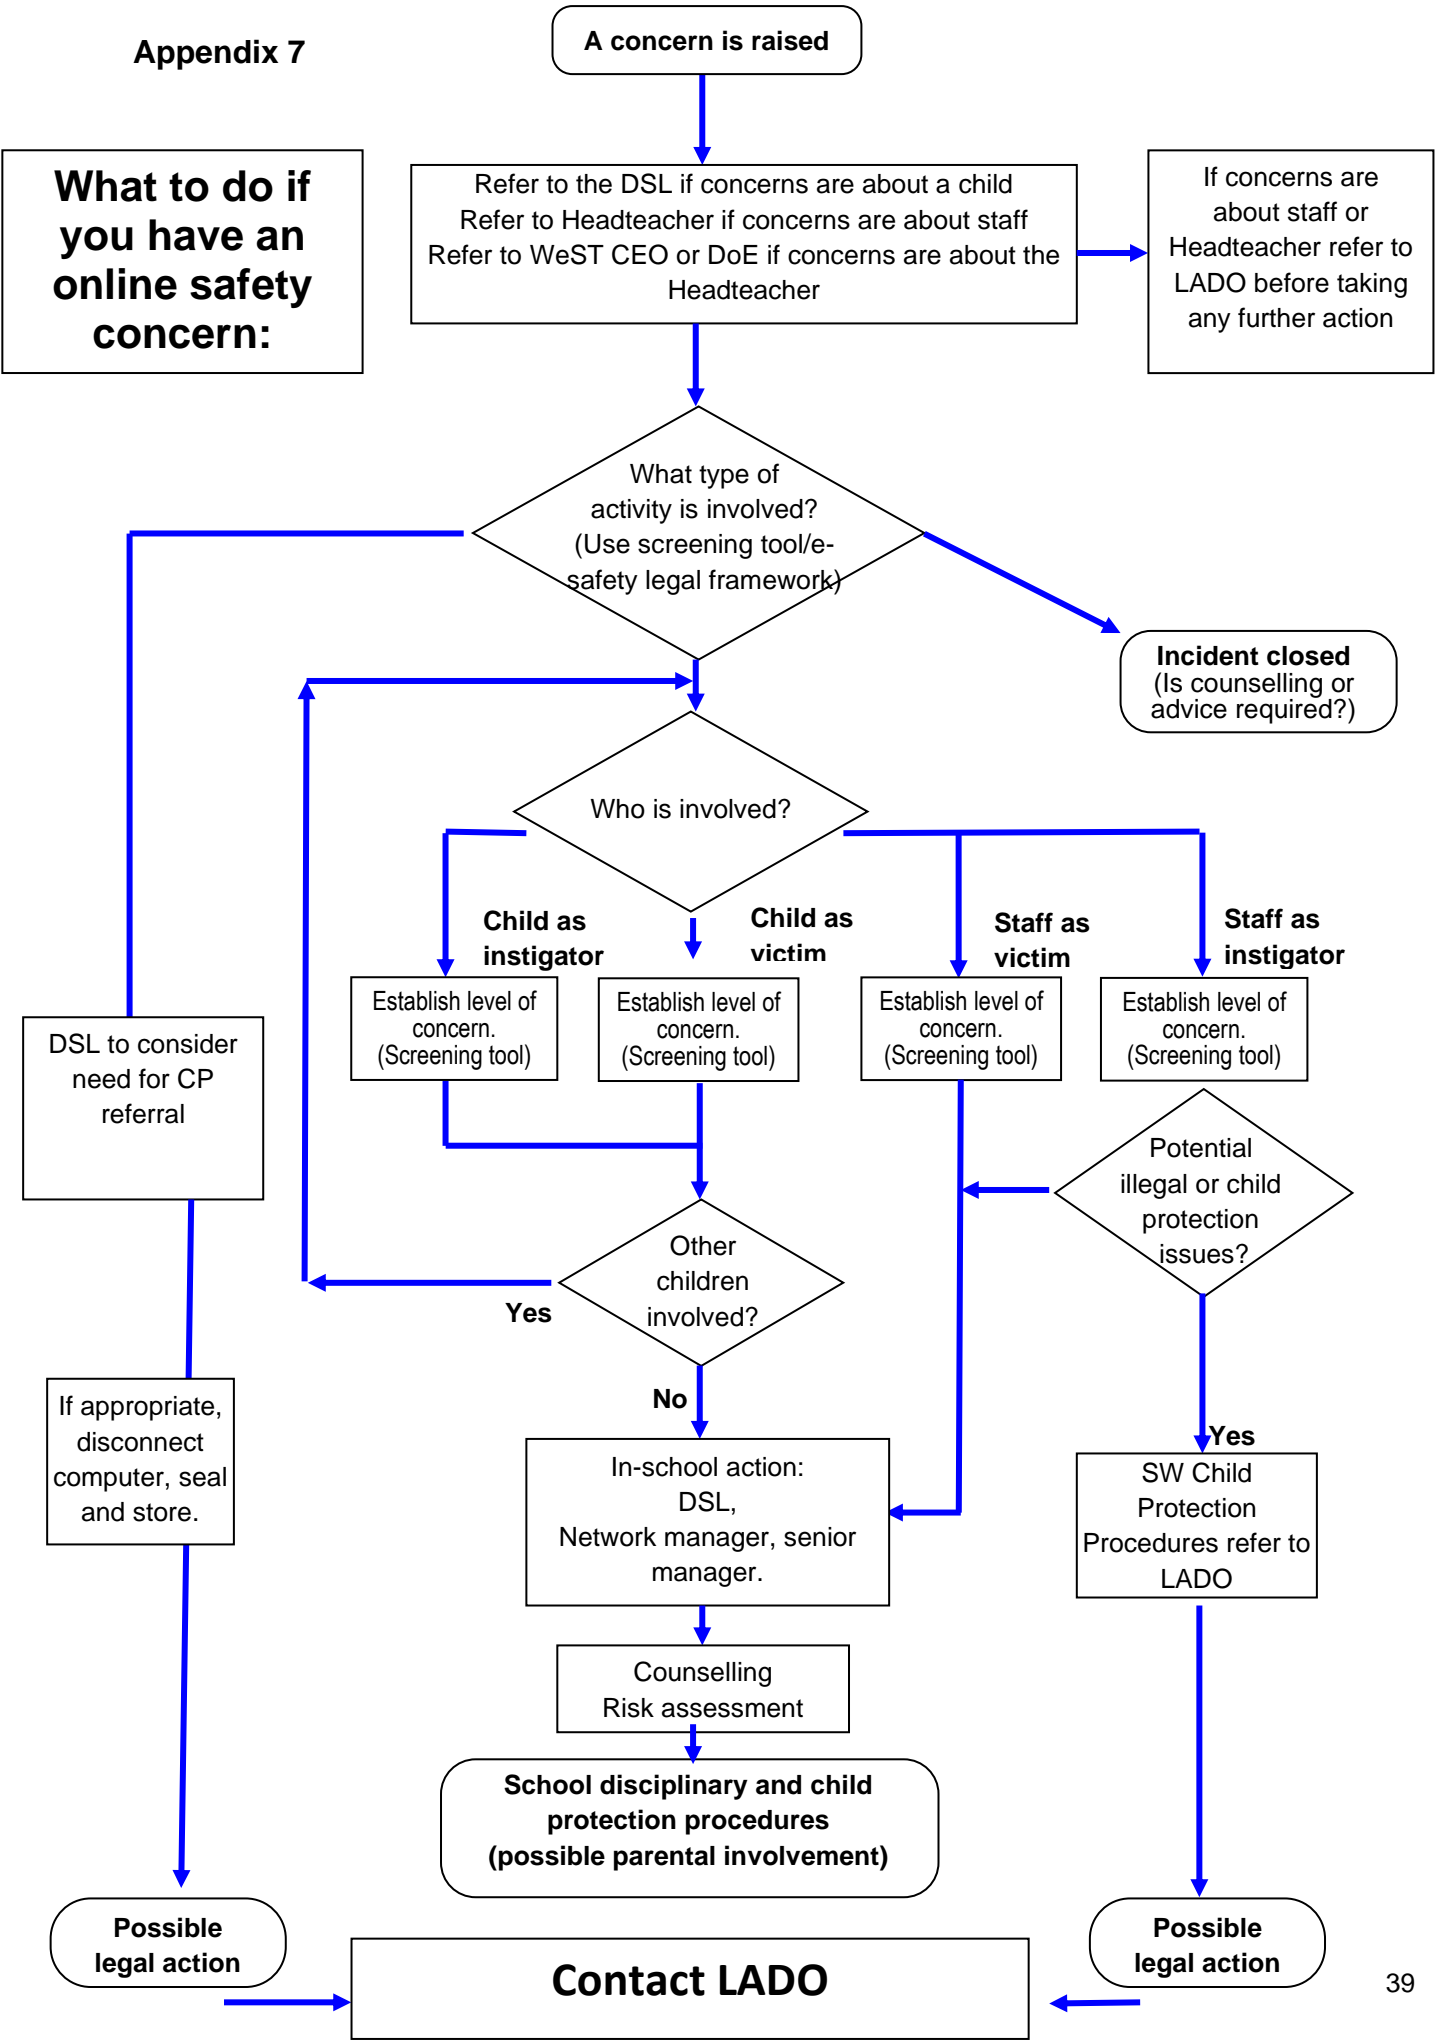 Appendix 7
A concern is raised
What to do if
you have an
online safety
concern:
Refer to the DSL if concerns are about a child
Refer to Headteacher if concerns are about staff
Refer to WeST CEO or DoE if concerns are about the
Headteacher
If concerns are
about staff or
Headteacher refer to
LADO before taking
any further action
What type of
activity is involved?
(Use screening tool/e-
safety legal framework)
Incident closed
(Is counselling or
advice required?)
Who is involved?
Child as
instigator
Child as
victim
Staff as
victim
Staff as
instigator
Establish level of
concern.
(Screening tool)
Establish level of
concern.
(Screening tool)
Establish level of
concern.
(Screening tool)
Establish level of
concern.
(Screening tool)
DSL to consider
need for CP
referral
Potential
illegal or child
protection
issues?
Other
children
involved?
Yes
No
If appropriate,
disconnect
computer, seal
and store.
In-school action:
DSL,
Network manager, senior
manager.
Yes
SW Child
Protection
Procedures refer to
LADO
Counselling
Risk assessment
School disciplinary and child
protection procedures
(possible parental involvement)
Possible
legal action
Possible
legal action
Contact LADO
39